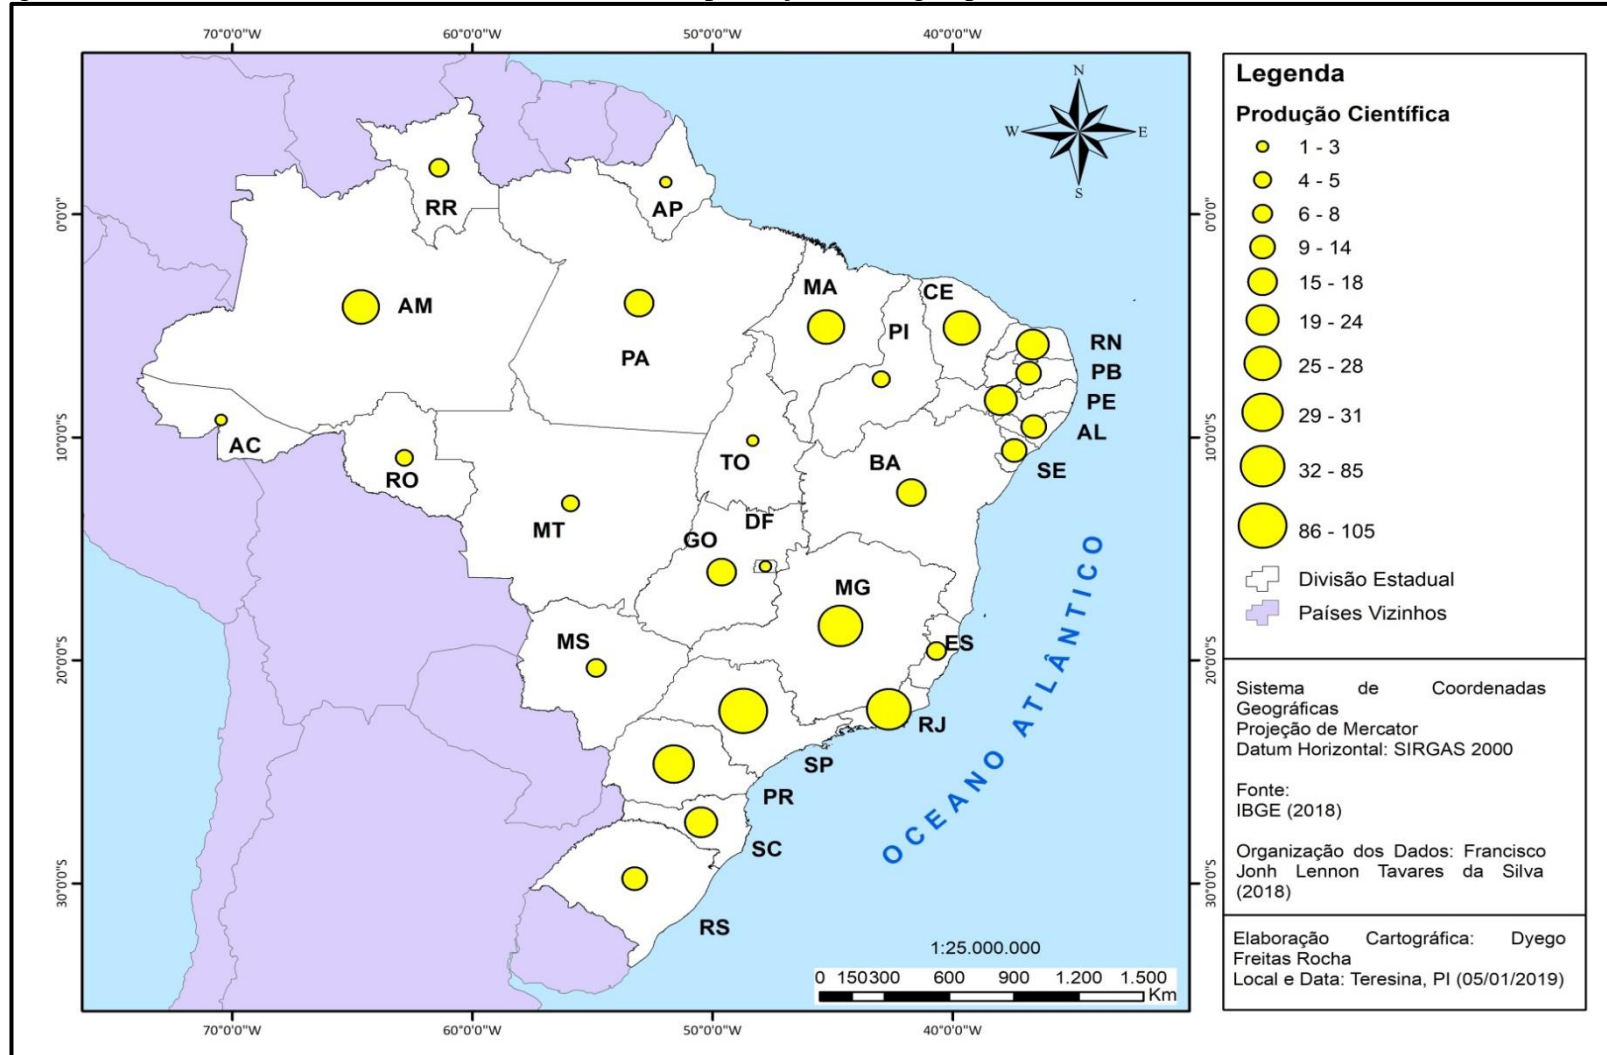 70°0'0"W 60°0'0"W 50°0'0"W 40°0'0"W
0°0'0"
10°0'0"S
20°0'0"S
30°0'0"S
N
W E
S
RR
AP
AM
PA
MA
CE
PI
RN
PB
PE
AL
SE
AC
RO
TO
BA
MT
DF
GO
MG
ES
MS
RJ
SP
PR
SC
RS
OCEANO ATLÂNTICO
1:25.000.000
0 150300 600 900 1.200 1.500
Km
0°0'0"
10°0'0"S
20°0'0"S
30°0'0"S
70°0'0"W 60°0'0"W 50°0'0"W 40°0'0"W
Legenda
Produção Científica
1 - 3
4 - 5
6 - 8
9 - 14
15 - 18
19 - 24
25 - 28
29 - 31
32 - 85
86 - 105
Divisão Estadual
Países Vizinhos
Sistema de Coordenadas
Geográficas
Projeção de Mercator
Datum Horizontal: SIRGAS 2000
Fonte:
IBGE (2018)
Organização dos Dados: Francisco
Jonh Lennon Tavares da Silva
(2018)
Elaboração Cartográfica: Dyego
Freitas Rocha
Local e Data: Teresina, PI (05/01/2019)